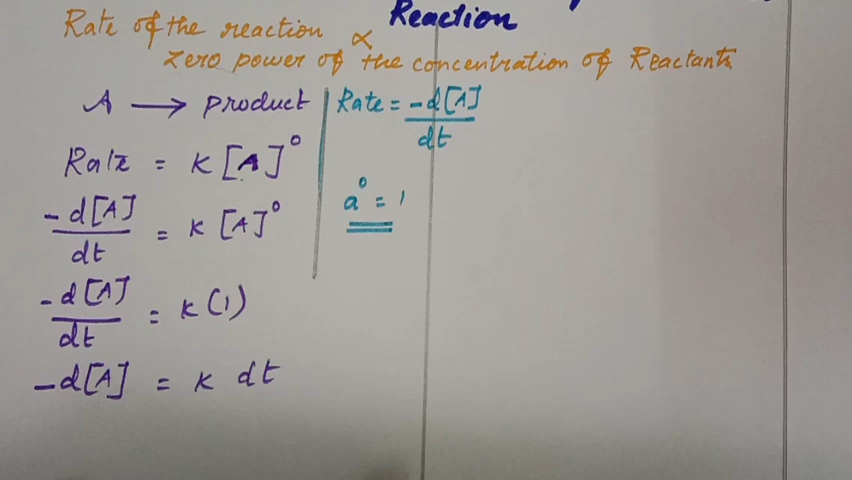 Reaction
Rate of the reaction ∝
zero power of the concentration of Reactants
A → product
Rate = k [A]⁰
-d[A]/dt = k [A]⁰
-d[A]/dt = k (1)
-d[A] = k dt
Rate = -d[A]/dt
a⁰ = 1